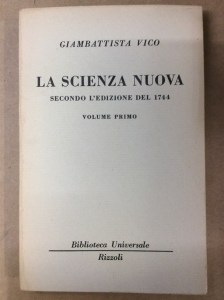 GIAMBATTISTA VICO
LA SCIENZA NUOVA
SECONDO L'EDIZIONE DEL 1744
VOLUME PRIMO
Biblioteca Universale
Rizzoli